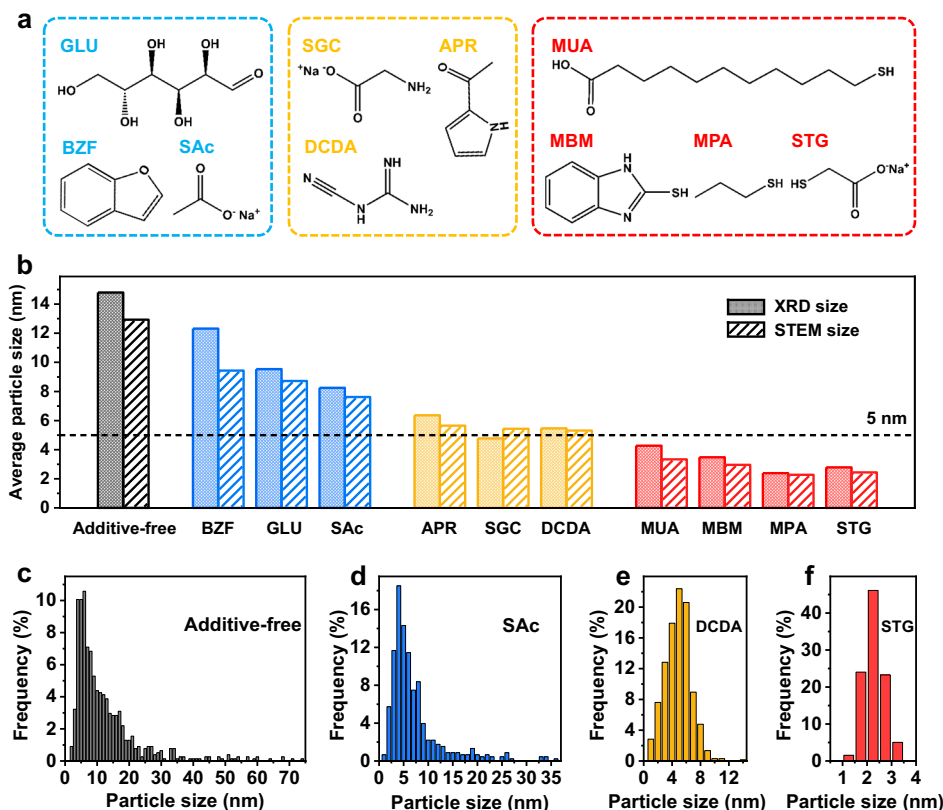 a
GLU
OH OH
HO O
OH OH
BZF
O
SAc
O
O⁻ Na⁺
SGC
⁺Na ⁻O
NH₂
O
APR
O
NH
DCDA
N NH
N
H
NH₂
MUA
HO SH
O
MBM
H
N
SH
N
MPA
SH
STG
HS O⁻Na⁺
O
b
Average particle size (nm)
14
12
10
8
6
4
2
0
XRD size
STEM size
5 nm
Additive-free BZF GLU SAc APR SGC DCDA MUA MBM MPA STG
c
Frequency (%)
10
8
6
4
2
0
Additive-free
0 10 20 30 40 50 60 70
Particle size (nm)
d
Frequency (%)
16
12
8
4
0
SAc
0 5 10 15 20 25 30 35
Particle size (nm)
e
Frequency (%)
20
15
10
5
0
DCDA
0 4 8 12
Particle size (nm)
f
Frequency (%)
40
30
20
10
0
STG
0 1 2 3 4
Particle size (nm)